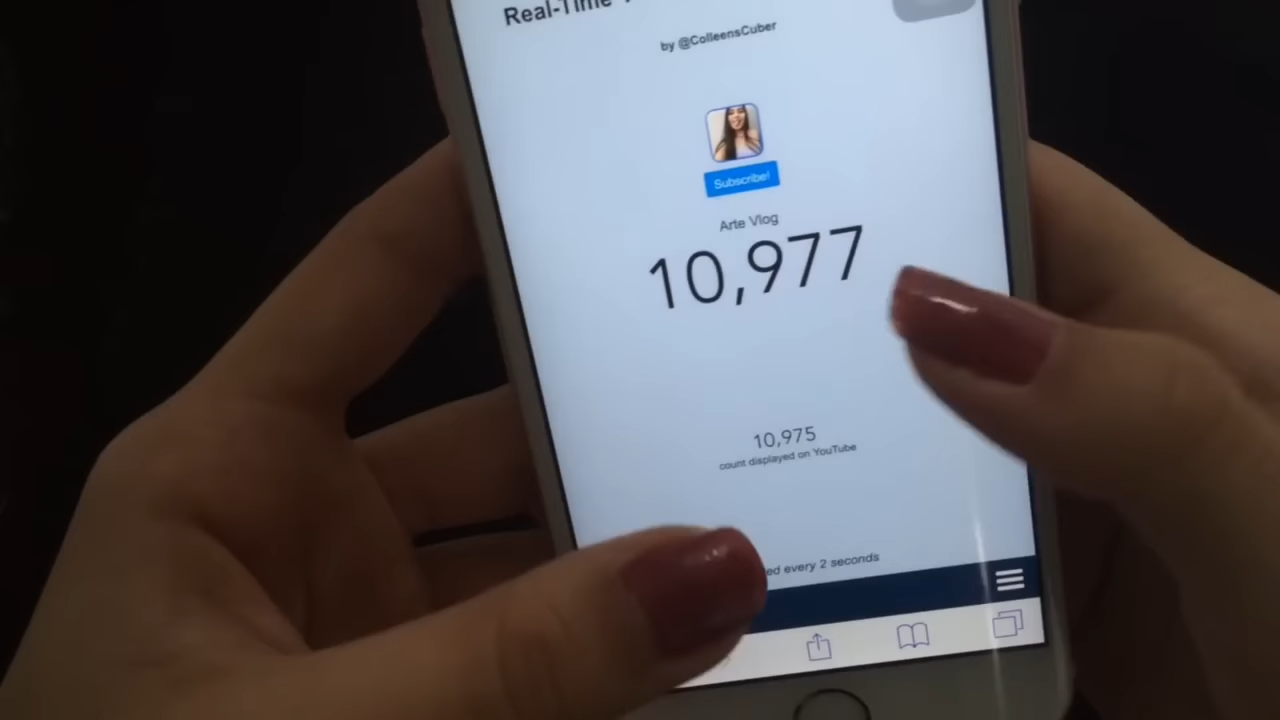 Real-Time
by @ColleensCuber
Subscribe!
Arte Vlog
10,977
10,975
count displayed on YouTube
every 2 seconds